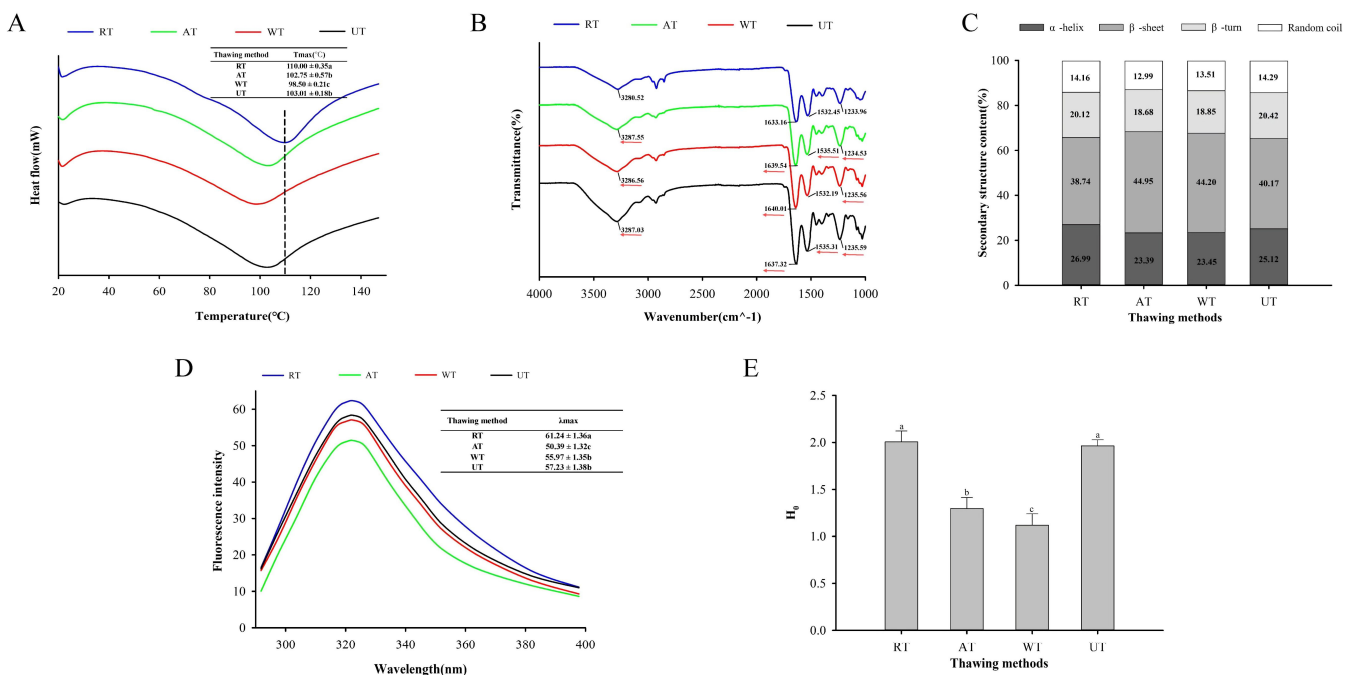 A
RT AT WT UT
Thawing method Tmax(°C)
RT 110.00 ±0.35a
AT 102.75 ±0.57b
WT 98.50 ±0.21c
UT 103.01 ±0.18b
Heat flow(mW)
20 40 60 80 100 120 140
Temperature(°C)
B
RT AT WT UT
3280.52
1633.16
1532.45
1233.96
3287.55
1639.54
1535.51
1234.53
3286.56
1640.01
1532.19
1235.56
3287.03
1637.32
1535.31
1235.59
Transmittance(%)
4000 3000 2000 1000
Wavenumber(cm^-1)
C
α -helix β -sheet β -turn Random coil
Secondary structure content(%)
100
80
60
40
20
0
14.16 12.99 13.51 14.29
20.12 18.68 18.85 20.42
38.74 44.95 44.20 40.17
26.99 23.39 23.45 25.12
RT AT WT UT
Thawing methods
D
RT AT WT UT
Thawing method λmax
RT 61.24 ± 1.36a
AT 50.39 ± 1.32c
WT 55.97 ± 1.35b
UT 57.23 ± 1.38b
Fluorescence intensity
60
50
40
30
20
10
0
300 320 340 360 380 400
Wavelength(nm)
E
H0
2.5
2.0
1.5
1.0
0.5
0.0
a b c a
RT AT WT UT
Thawing methods